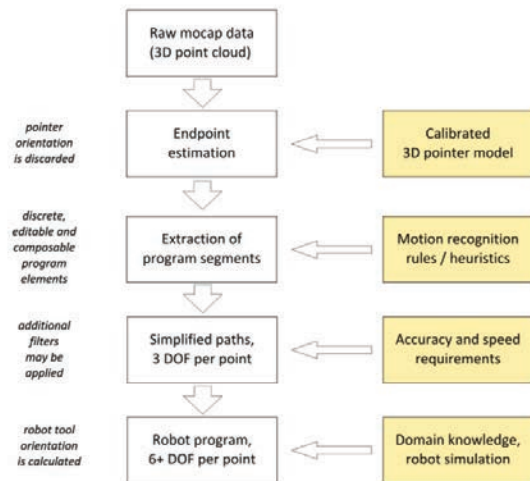 Raw mocap data
(3D point cloud)
pointer
orientation
is discarded
Endpoint
estimation
Calibrated
3D pointer model
discrete,
editable and
composable
program
elements
Extraction of
program segments
Motion recognition
rules / heuristics
additional
filters
may be
applied
Simplified paths,
3 DOF per point
Accuracy and speed
requirements
robot tool
orientation
is calculated
Robot program,
6+ DOF per point
Domain knowledge,
robot simulation